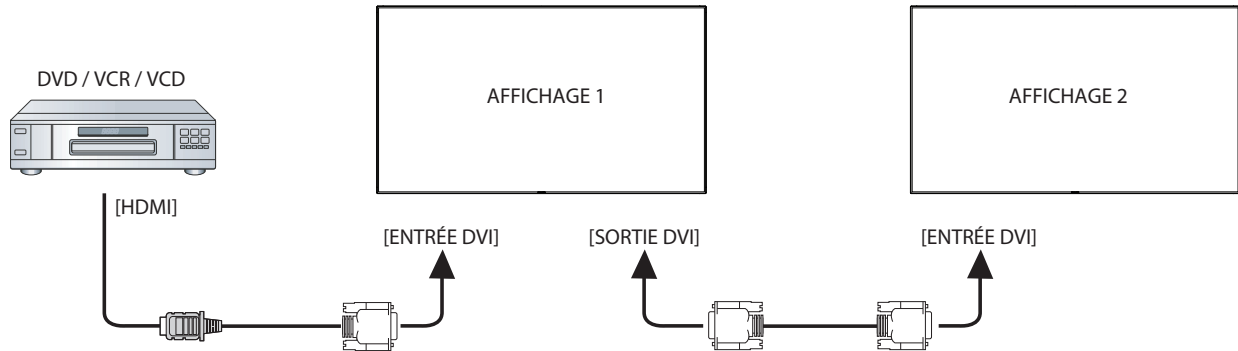 DVD / VCR / VCD
AFFICHAGE 1
AFFICHAGE 2
[HDMI]
[ENTRÉE DVI]
[SORTIE DVI]
[ENTRÉE DVI]